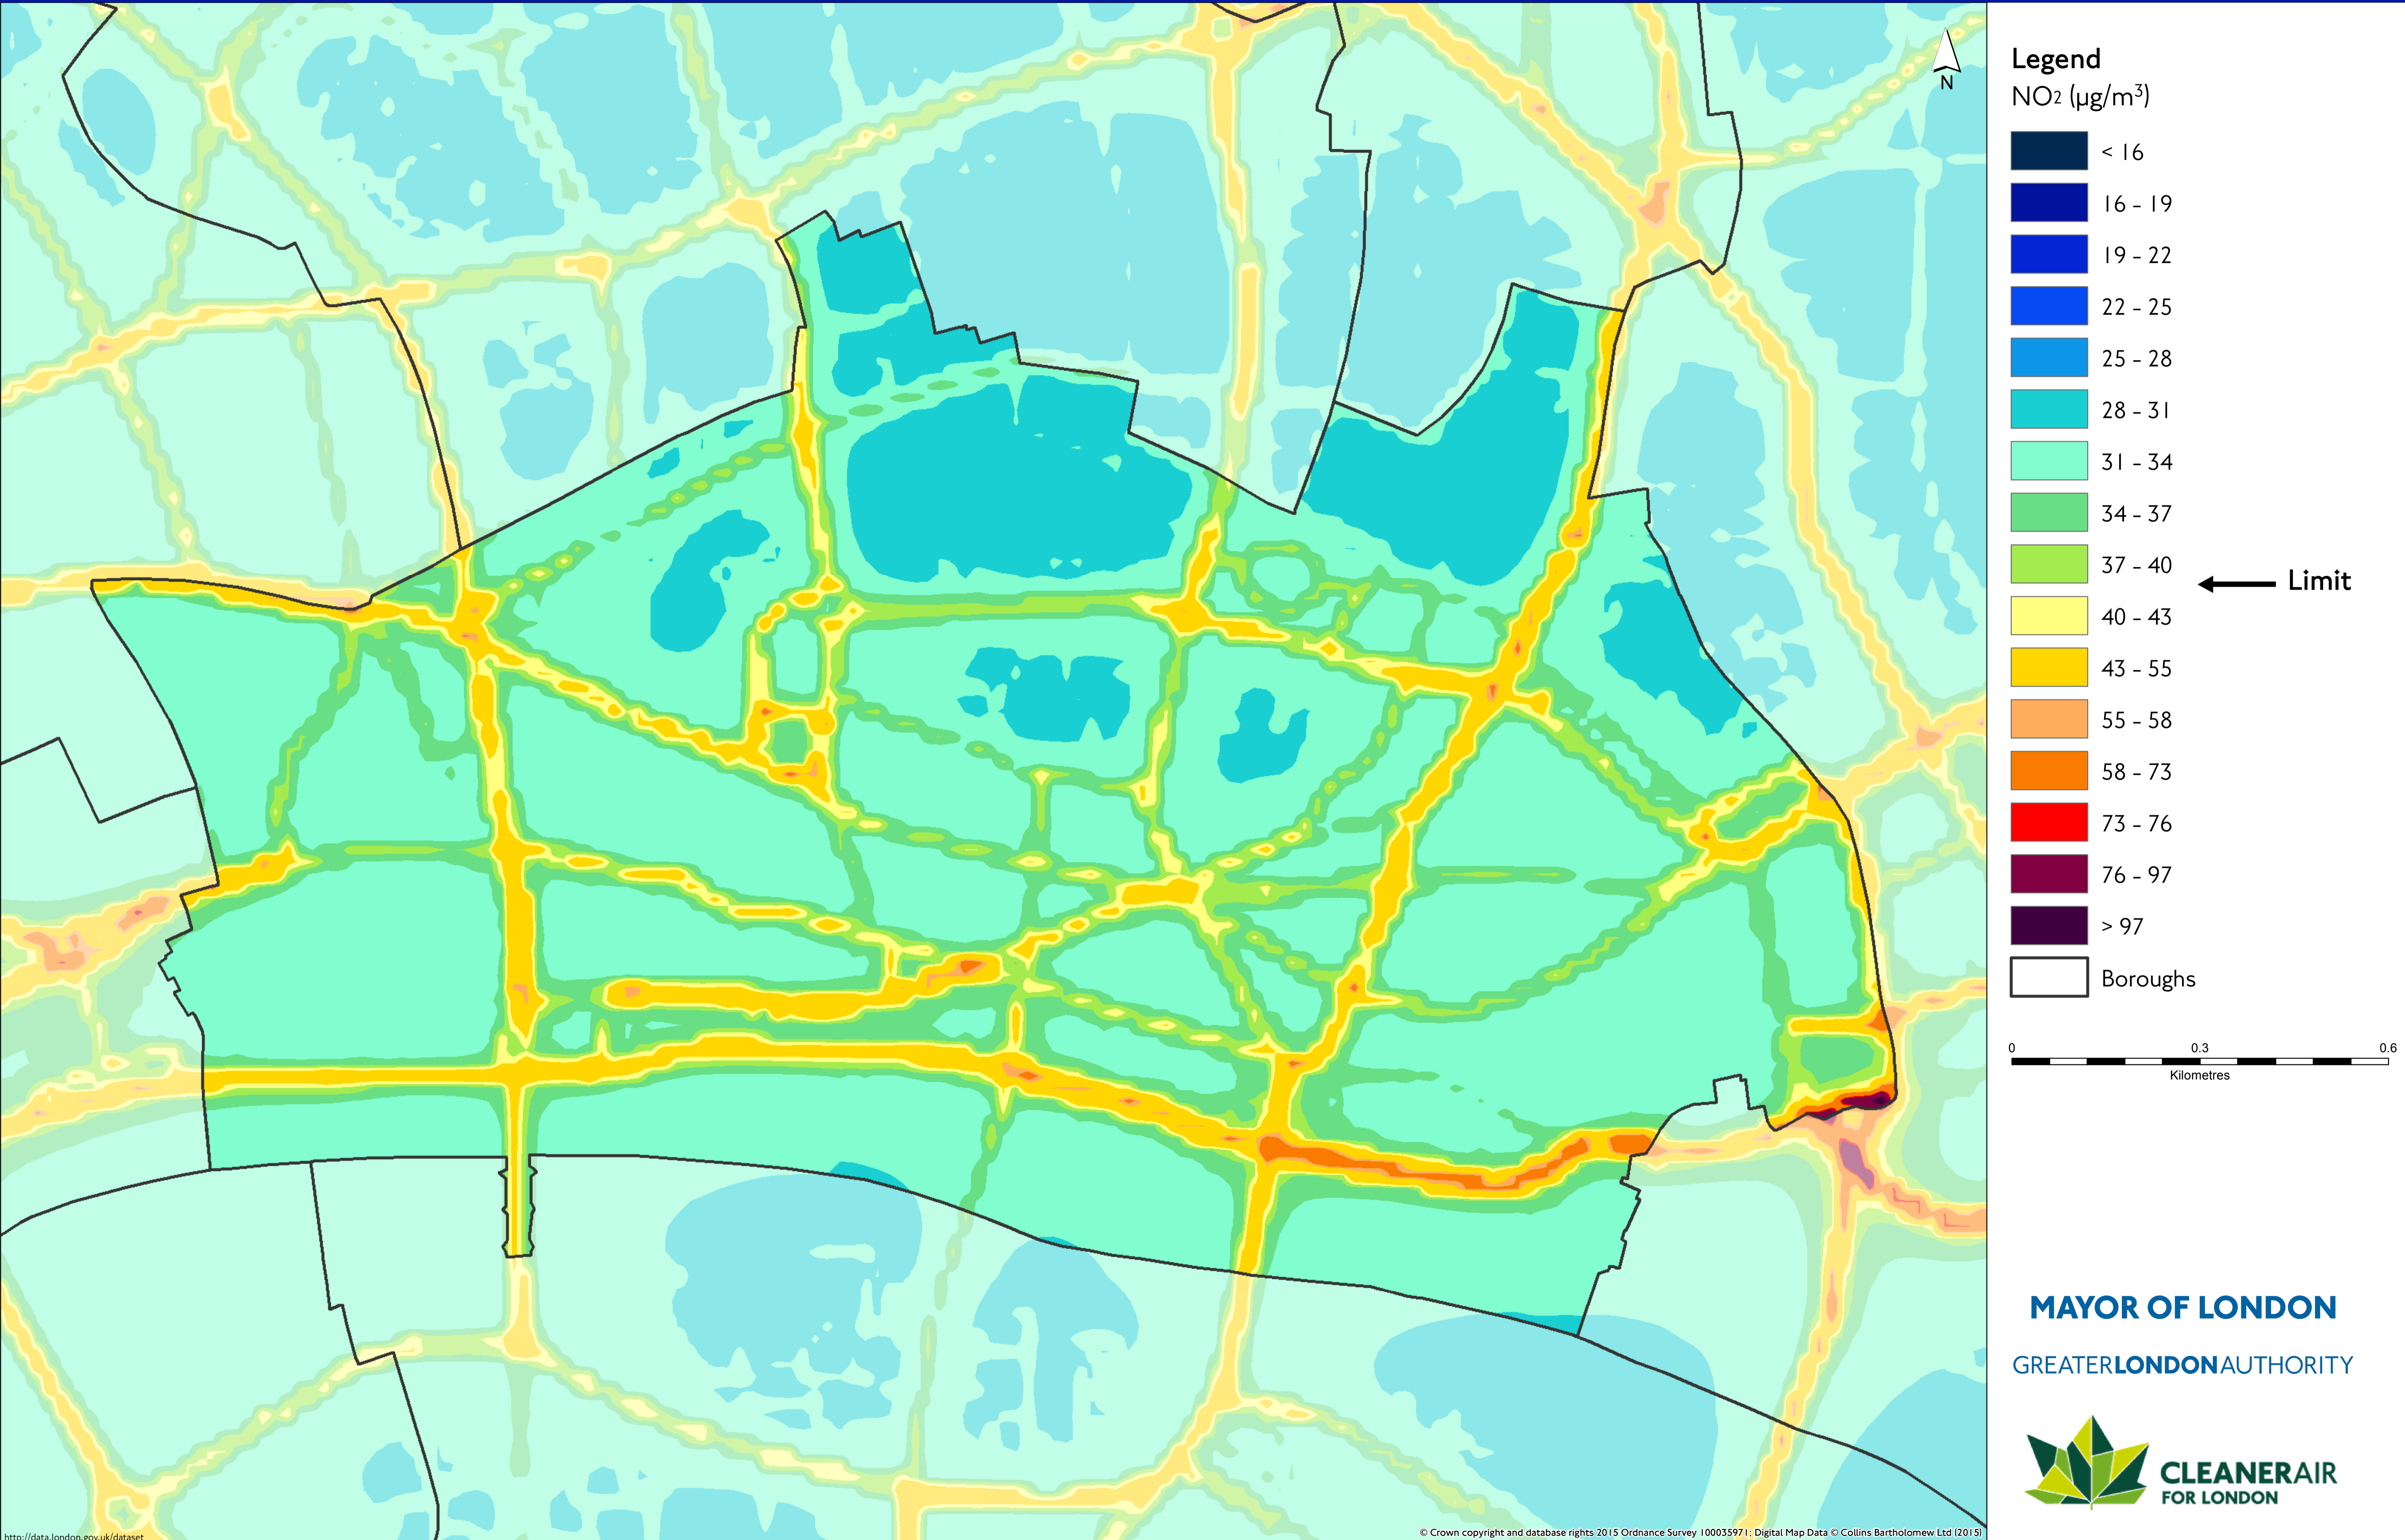 N
Legend
NO2 (µg/m³)
< 16
16 - 19
19 - 22
22 - 25
25 - 28
28 - 31
31 - 34
34 - 37
37 - 40
Limit
40 - 43
43 - 55
55 - 58
58 - 73
73 - 76
76 - 97
> 97
Boroughs
0 0.3 0.6
Kilometres
MAYOR OF LONDON
GREATERLONDONAUTHORITY
CLEANERAIR
FOR LONDON
http://data.london.gov.uk/dataset
© Crown copyright and database rights 2015 Ordnance Survey 100035971; Digital Map Data © Collins Bartholomew Ltd (2015)